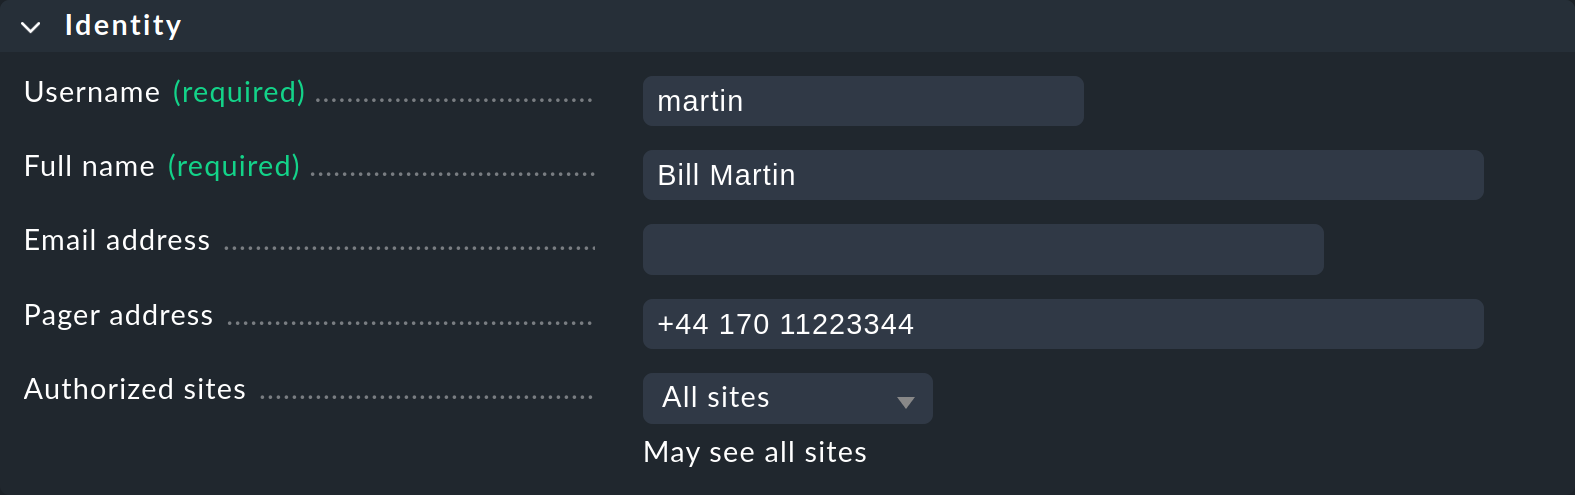 Identity
Username (required) martin
Full name (required) Bill Martin
Email address
Pager address +44 170 11223344
Authorized sites All sites
May see all sites